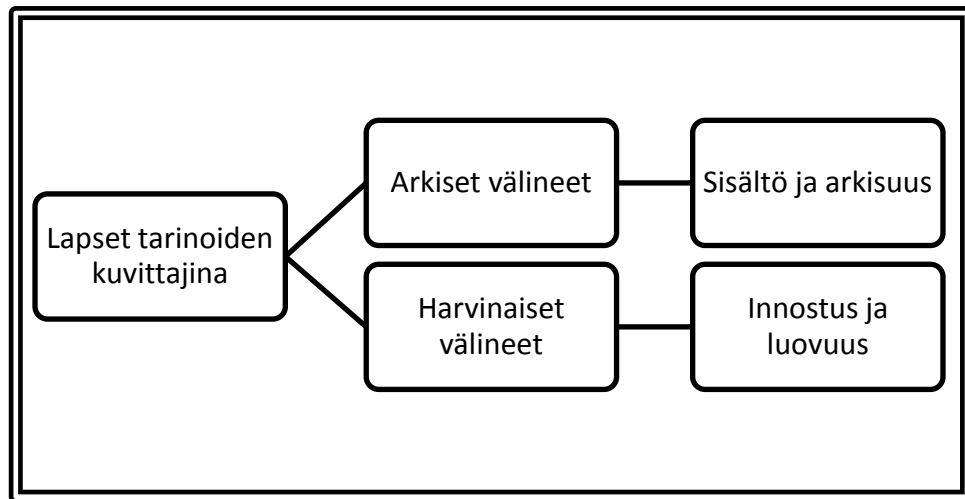 Lapset tarinoiden
kuvittajina
Arkiset välineet
Sisältö ja arkisuus
Harvinaiset
välineet
Innostus ja
luovuus